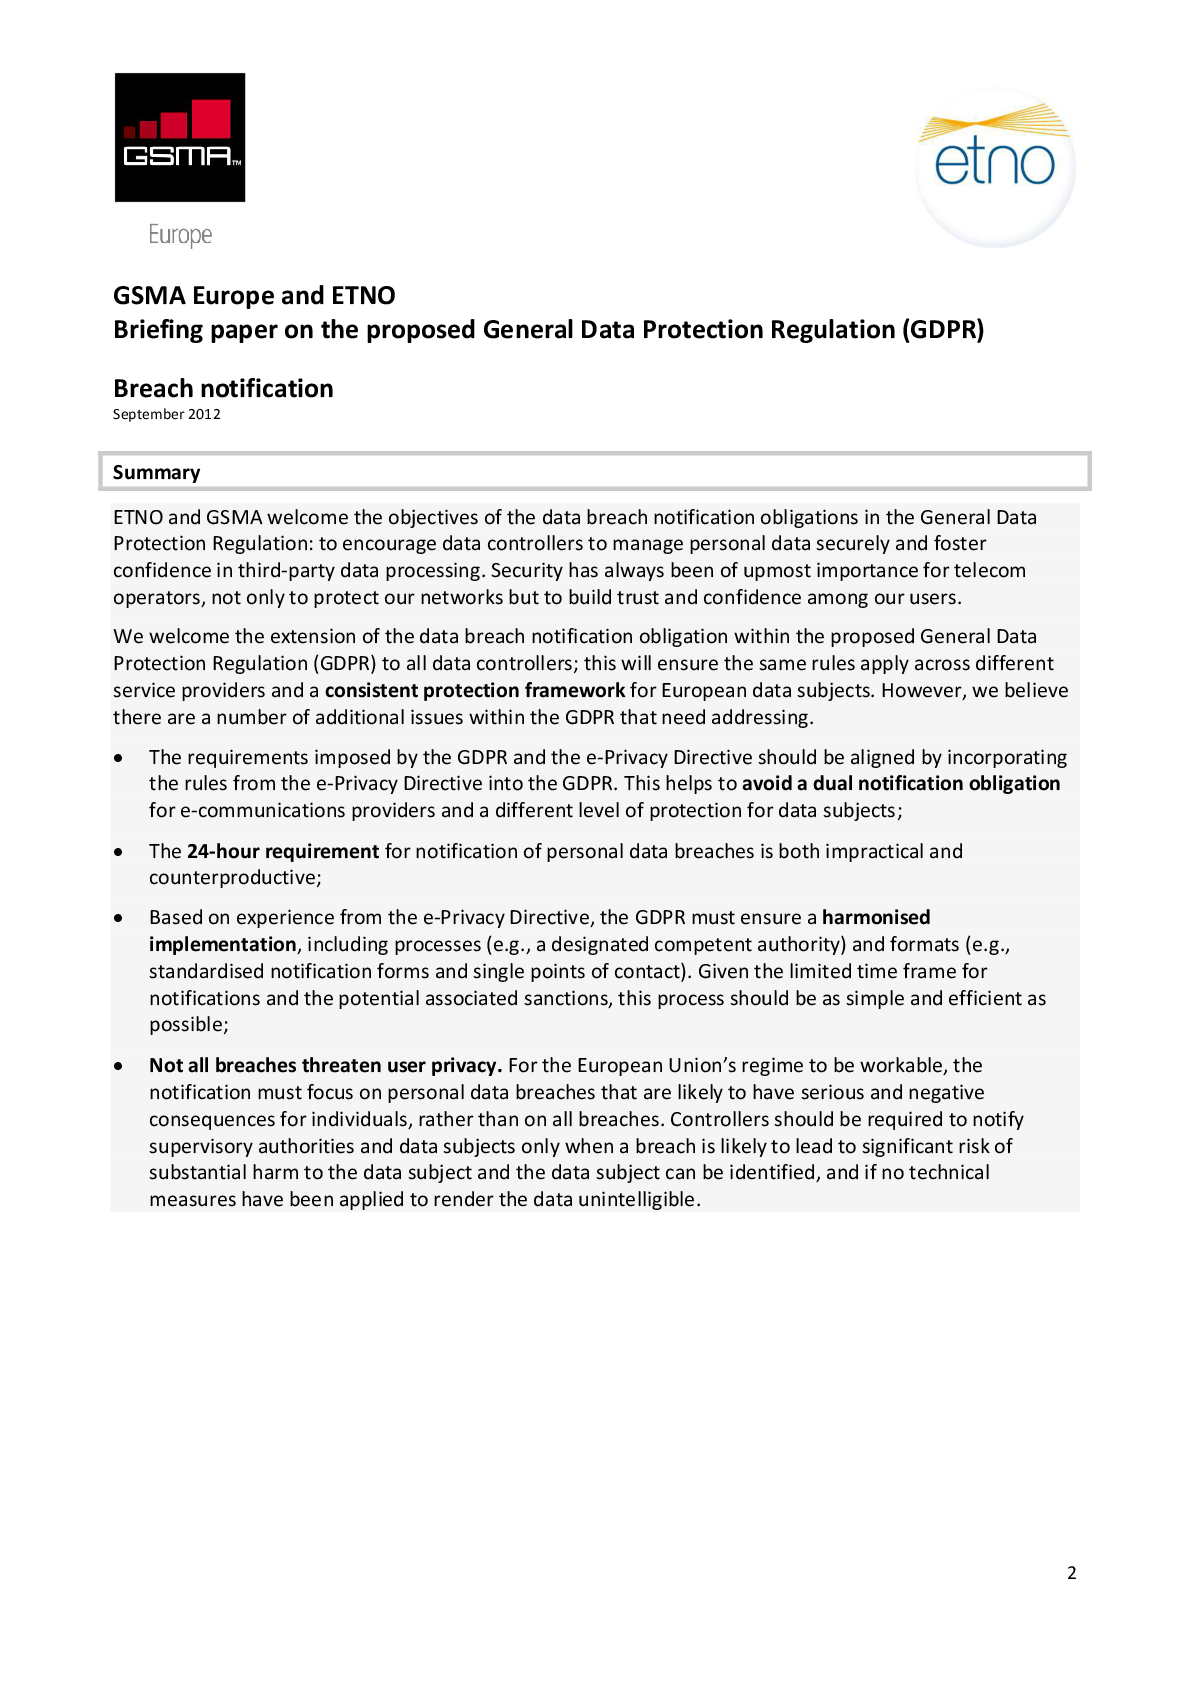 GSMA™
Europe
etno
GSMA Europe and ETNO
Briefing paper on the proposed General Data Protection Regulation (GDPR)
Breach notification
September 2012
Summary
ETNO and GSMA welcome the objectives of the data breach notification obligations in the General Data
Protection Regulation: to encourage data controllers to manage personal data securely and foster
confidence in third-party data processing. Security has always been of upmost importance for telecom
operators, not only to protect our networks but to build trust and confidence among our users.
We welcome the extension of the data breach notification obligation within the proposed General Data
Protection Regulation (GDPR) to all data controllers; this will ensure the same rules apply across different
service providers and a consistent protection framework for European data subjects. However, we believe
there are a number of additional issues within the GDPR that need addressing.
• The requirements imposed by the GDPR and the e-Privacy Directive should be aligned by incorporating
the rules from the e-Privacy Directive into the GDPR. This helps to avoid a dual notification obligation
for e-communications providers and a different level of protection for data subjects;
• The 24-hour requirement for notification of personal data breaches is both impractical and
counterproductive;
• Based on experience from the e-Privacy Directive, the GDPR must ensure a harmonised
implementation, including processes (e.g., a designated competent authority) and formats (e.g.,
standardised notification forms and single points of contact). Given the limited time frame for
notifications and the potential associated sanctions, this process should be as simple and efficient as
possible;
• Not all breaches threaten user privacy. For the European Union’s regime to be workable, the
notification must focus on personal data breaches that are likely to have serious and negative
consequences for individuals, rather than on all breaches. Controllers should be required to notify
supervisory authorities and data subjects only when a breach is likely to lead to significant risk of
substantial harm to the data subject and the data subject can be identified, and if no technical
measures have been applied to render the data unintelligible.
2